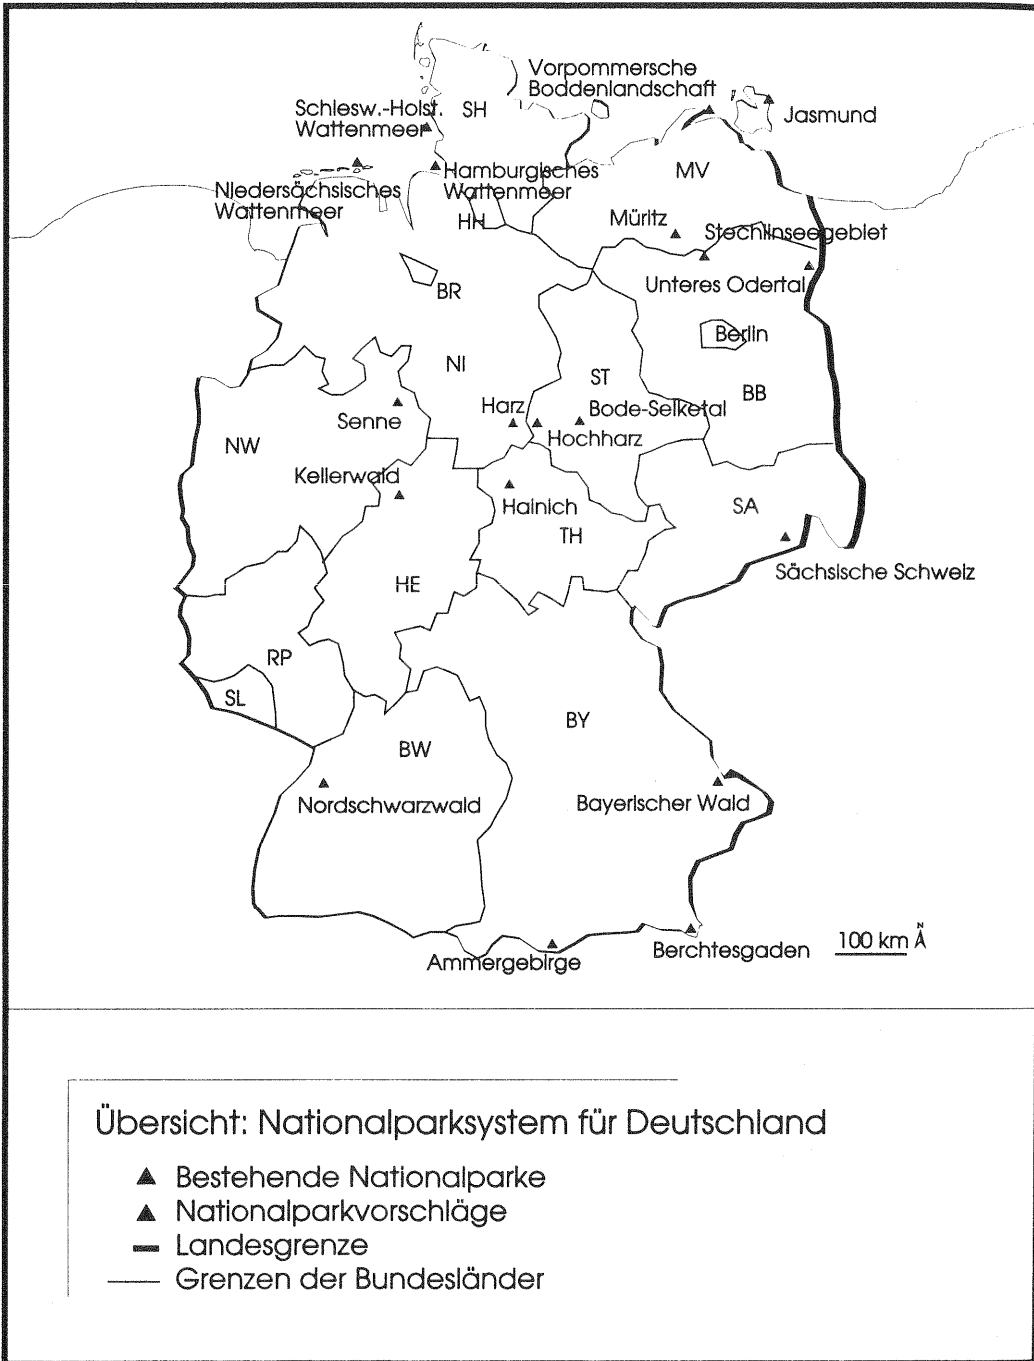 Vorpommersche
Boddenlandschaft
Schlesw.-Holst.
Wattenmeer
SH
Jasmund
Niedersächsisches
Wattenmeer
Hamburgisches
Wattenmeer
MV
HH
Müritz
Stechlinseegebiet
Unteres Odertal
BR
Berlin
NI
ST
BB
Senne
Harz
Bode-Selketal
Hochharz
NW
Kellerwald
Hainich
SA
TH
Sächsische Schweiz
HE
RP
SL
BY
BW
Nordschwarzwald
Bayerischer Wald
Ammergebirge
Berchtesgaden
100 km
N
Übersicht: Nationalparksystem für Deutschland
Bestehende Nationalparke
Nationalparkvorschläge
Landesgrenze
Grenzen der Bundesländer